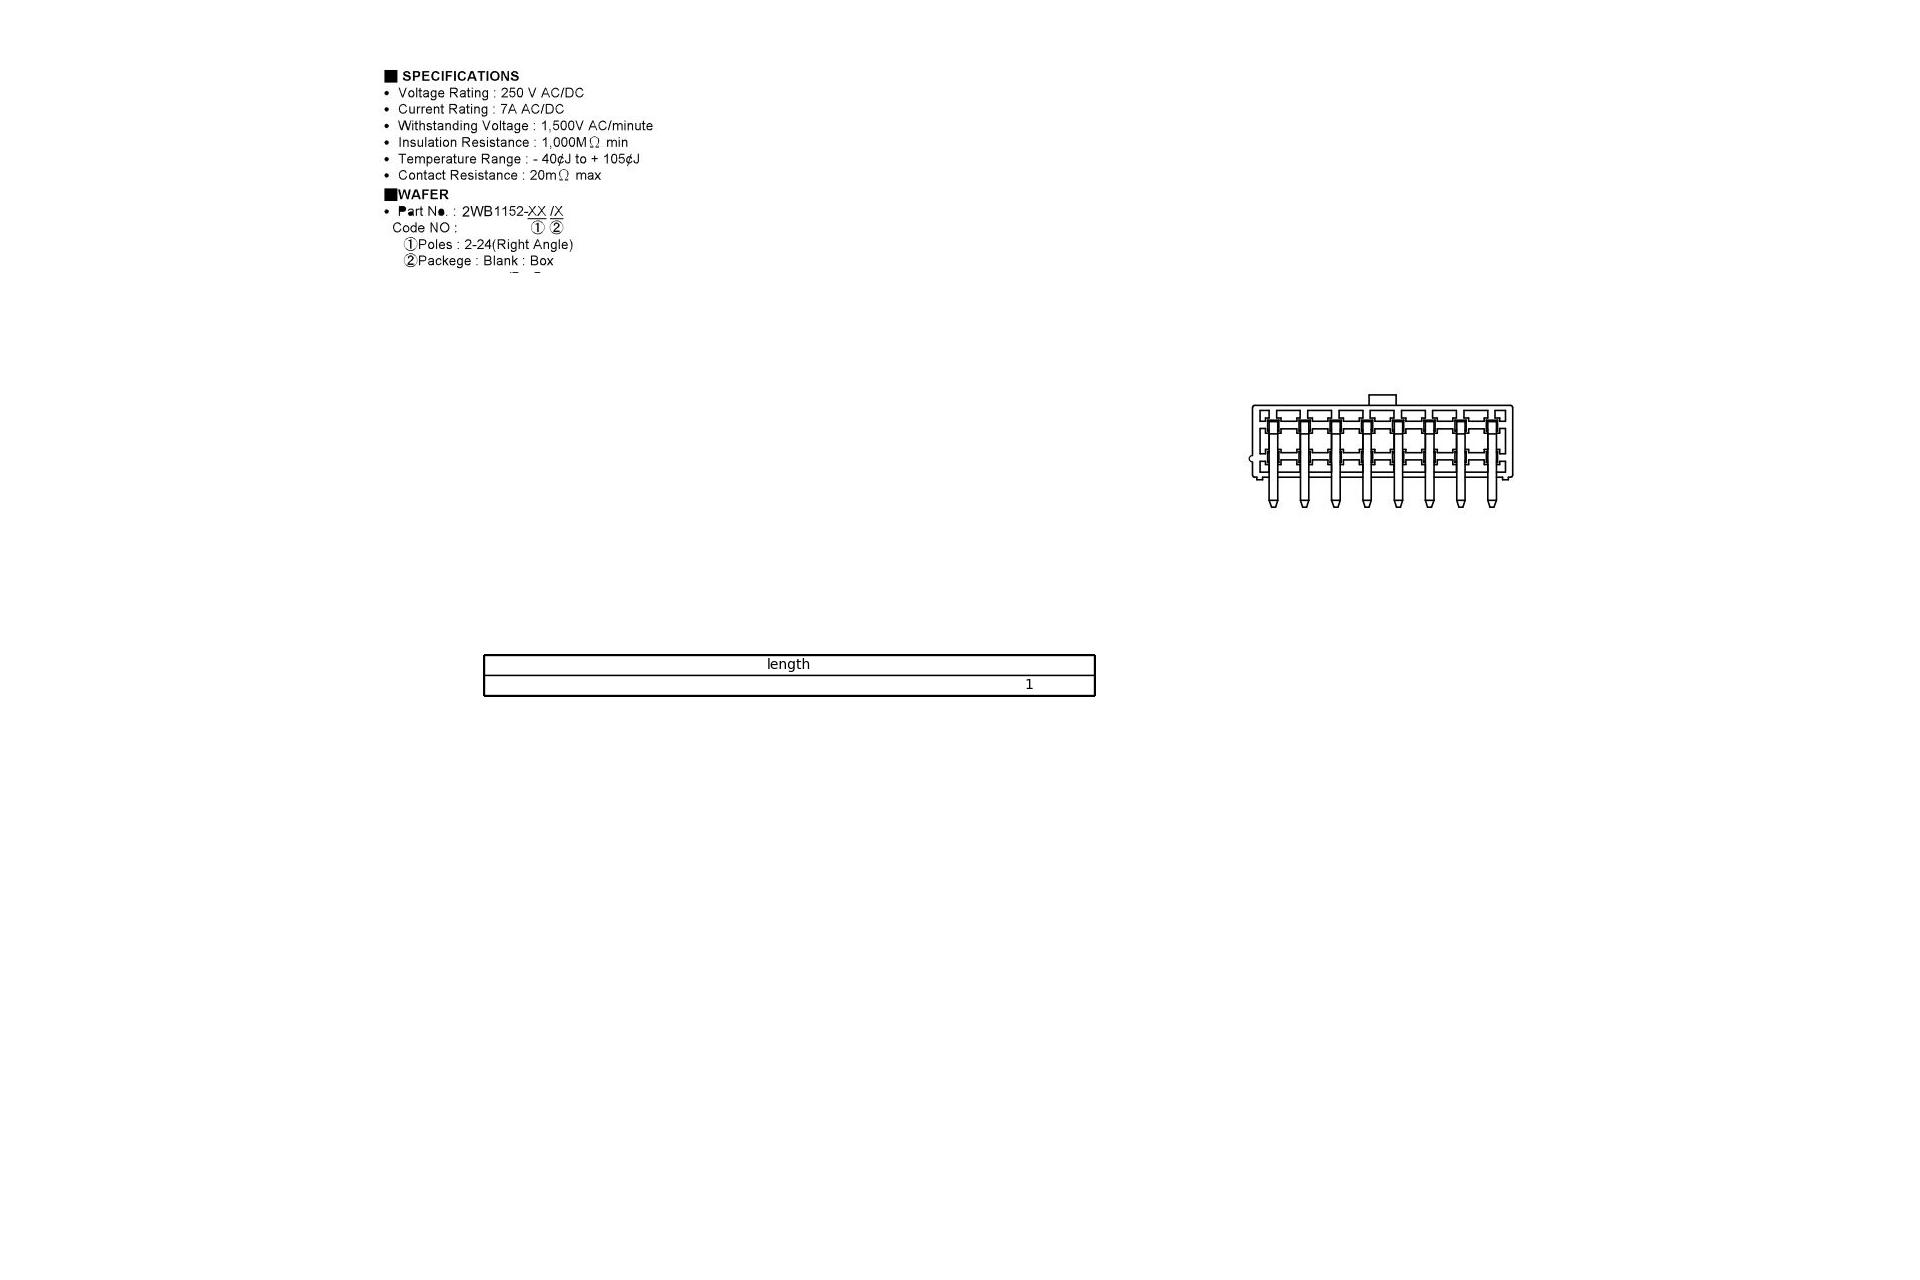 ■ SPECIFICATIONS
• Voltage Rating : 250 V AC/DC
• Current Rating : 7A AC/DC
• Withstanding Voltage : 1,500V AC/minute
• Insulation Resistance : 1,000MΩ min
• Temperature Range : - 40¢J to + 105¢J
• Contact Resistance : 20mΩ max
■WAFER
• Part No. : 2WB1152-XX /X
Code NO : ① ②
①Poles : 2-24(Right Angle)
②Packege : Blank : Box
length
1